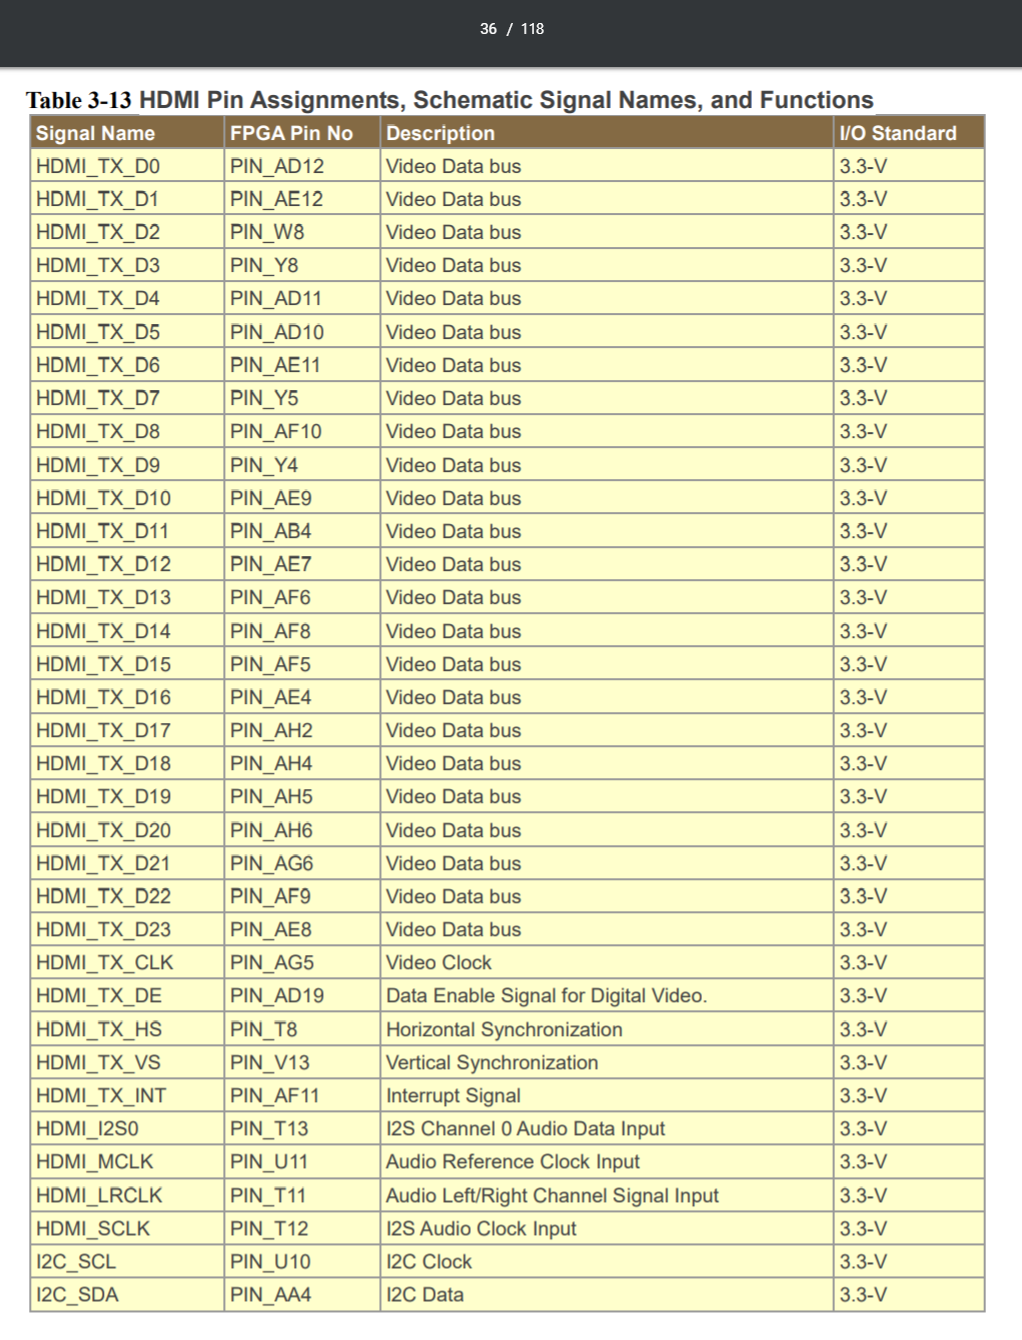 36 / 118
Table 3-13 HDMI Pin Assignments, Schematic Signal Names, and Functions
Signal Name FPGA Pin No Description I/O Standard
HDMI_TX_D0 PIN_AD12 Video Data bus 3.3-V
HDMI_TX_D1 PIN_AE12 Video Data bus 3.3-V
HDMI_TX_D2 PIN_W8 Video Data bus 3.3-V
HDMI_TX_D3 PIN_Y8 Video Data bus 3.3-V
HDMI_TX_D4 PIN_AD11 Video Data bus 3.3-V
HDMI_TX_D5 PIN_AD10 Video Data bus 3.3-V
HDMI_TX_D6 PIN_AE11 Video Data bus 3.3-V
HDMI_TX_D7 PIN_Y5 Video Data bus 3.3-V
HDMI_TX_D8 PIN_AF10 Video Data bus 3.3-V
HDMI_TX_D9 PIN_Y4 Video Data bus 3.3-V
HDMI_TX_D10 PIN_AE9 Video Data bus 3.3-V
HDMI_TX_D11 PIN_AB4 Video Data bus 3.3-V
HDMI_TX_D12 PIN_AE7 Video Data bus 3.3-V
HDMI_TX_D13 PIN_AF6 Video Data bus 3.3-V
HDMI_TX_D14 PIN_AF8 Video Data bus 3.3-V
HDMI_TX_D15 PIN_AF5 Video Data bus 3.3-V
HDMI_TX_D16 PIN_AE4 Video Data bus 3.3-V
HDMI_TX_D17 PIN_AH2 Video Data bus 3.3-V
HDMI_TX_D18 PIN_AH4 Video Data bus 3.3-V
HDMI_TX_D19 PIN_AH5 Video Data bus 3.3-V
HDMI_TX_D20 PIN_AH6 Video Data bus 3.3-V
HDMI_TX_D21 PIN_AG6 Video Data bus 3.3-V
HDMI_TX_D22 PIN_AF9 Video Data bus 3.3-V
HDMI_TX_D23 PIN_AE8 Video Data bus 3.3-V
HDMI_TX_CLK PIN_AG5 Video Clock 3.3-V
HDMI_TX_DE PIN_AD19 Data Enable Signal for Digital Video. 3.3-V
HDMI_TX_HS PIN_T8 Horizontal Synchronization 3.3-V
HDMI_TX_VS PIN_V13 Vertical Synchronization 3.3-V
HDMI_TX_INT PIN_AF11 Interrupt Signal 3.3-V
HDMI_I2S0 PIN_T13 I2S Channel 0 Audio Data Input 3.3-V
HDMI_MCLK PIN_U11 Audio Reference Clock Input 3.3-V
HDMI_LRCLK PIN_T11 Audio Left/Right Channel Signal Input 3.3-V
HDMI_SCLK PIN_T12 I2S Audio Clock Input 3.3-V
I2C_SCL PIN_U10 I2C Clock 3.3-V
I2C_SDA PIN_AA4 I2C Data 3.3-V